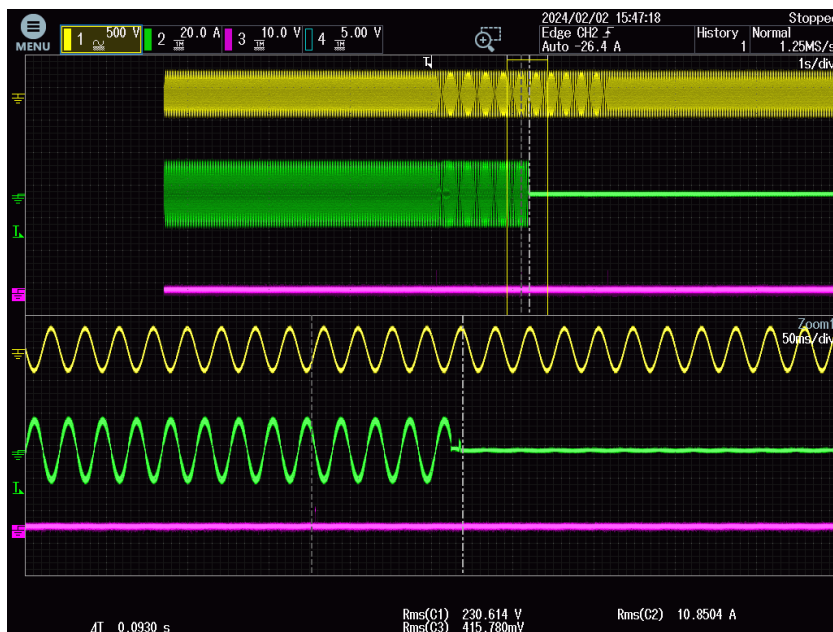 2024/02/02 15:47:18 Stopped
MENU 1 500 V 2 20.0 A 3 10.0 V 4 5.00 V Edge CH2 History Normal
Auto -26.4 A 1 1.25MS/s
T 1s/div
T
Zoom1
50ms/div
T
Rms(C1) 230.614 V Rms(C2) 10.8504 A
ΔT 0.0930 s Rms(C3) 415.780mV